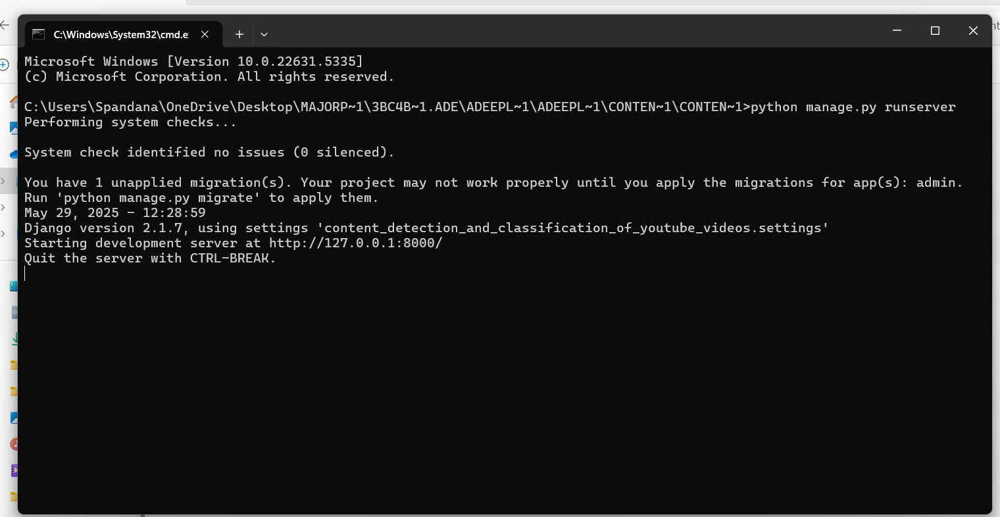 C:\Windows\System32\cmd.e
Microsoft Windows [Version 10.0.22631.5335]
(c) Microsoft Corporation. All rights reserved.
C:\Users\Spandana\OneDrive\Desktop\MAJORP~1\3BC4B~1.ADE\ADEEPL~1\ADEEPL~1\CONTEN~1\CONTEN~1>python manage.py runserver
Performing system checks...
System check identified no issues (0 silenced).
You have 1 unapplied migration(s). Your project may not work properly until you apply the migrations for app(s): admin.
Run 'python manage.py migrate' to apply them.
May 29, 2025 - 12:28:59
Django version 2.1.7, using settings 'content_detection_and_classification_of_youtube_videos.settings'
Starting development server at http://127.0.0.1:8000/
Quit the server with CTRL-BREAK.